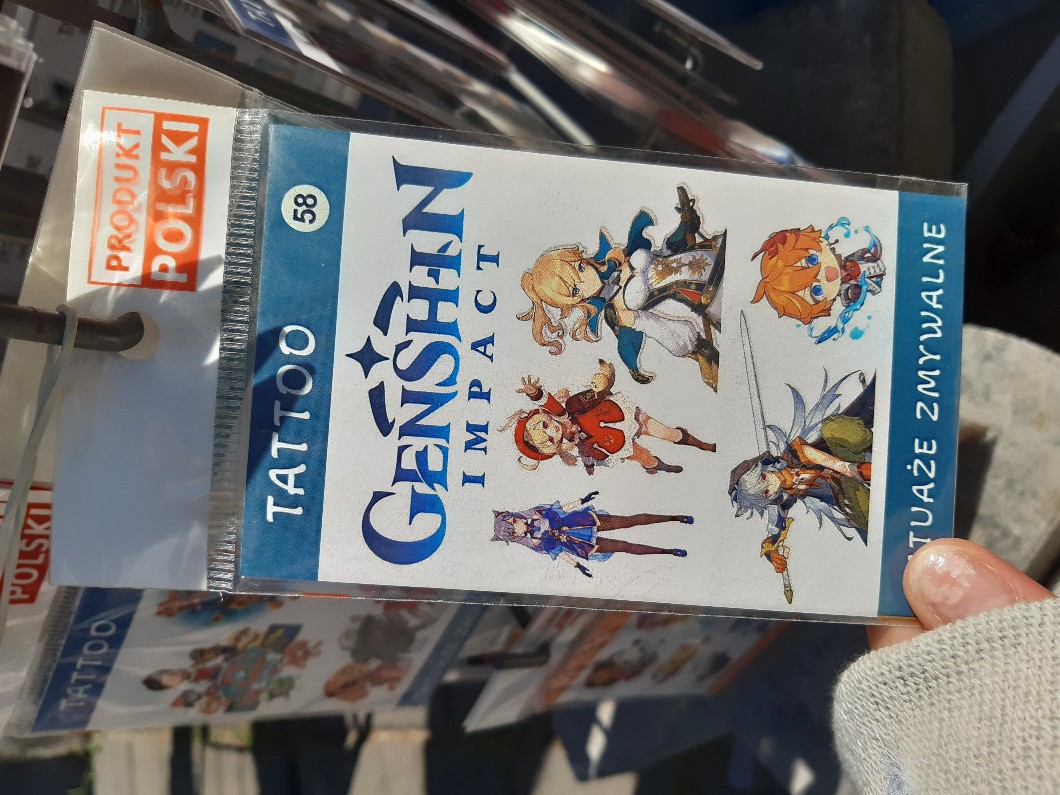 PRODUKT
POLSKI
58
TATTOO
GENSHIN
IMPACT
TUAŻE ZMYWALNE
POLSKI
TATTOO